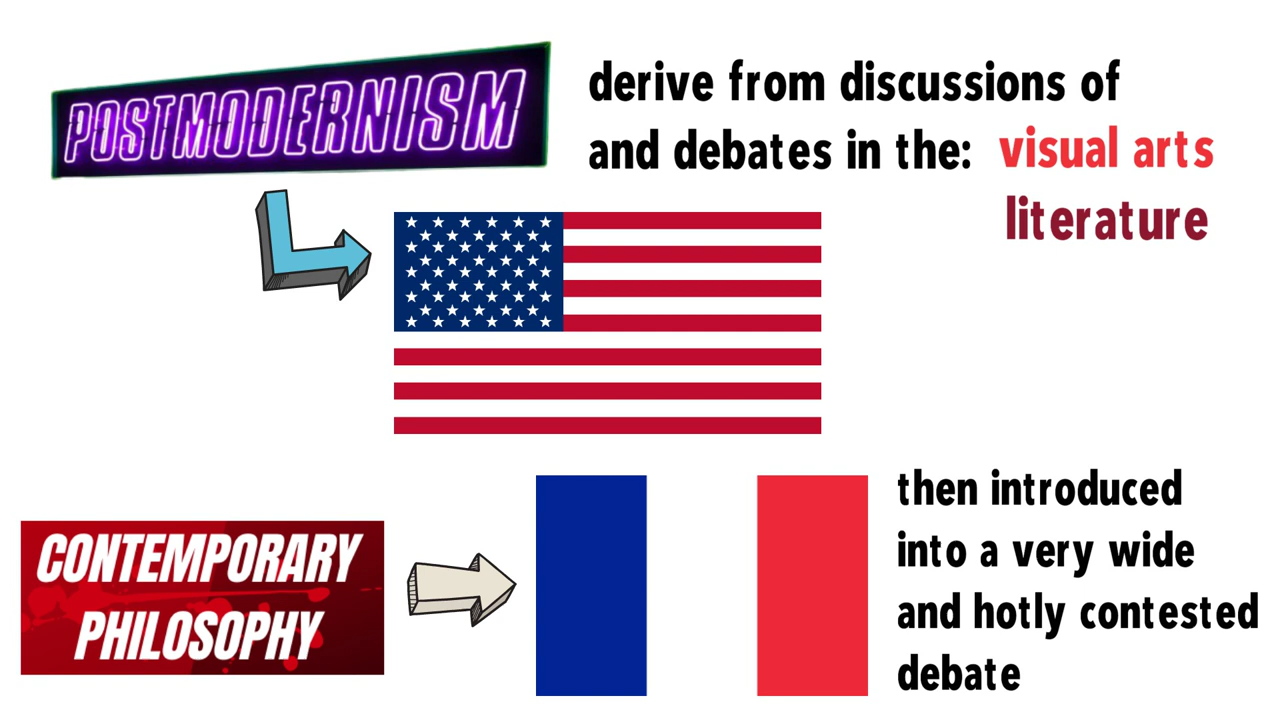 POSTMODERNISM
derive from discussions of
and debates in the: visual arts
literature
CONTEMPORARY
PHILOSOPHY
then introduced
into a very wide
and hotly contested
debate